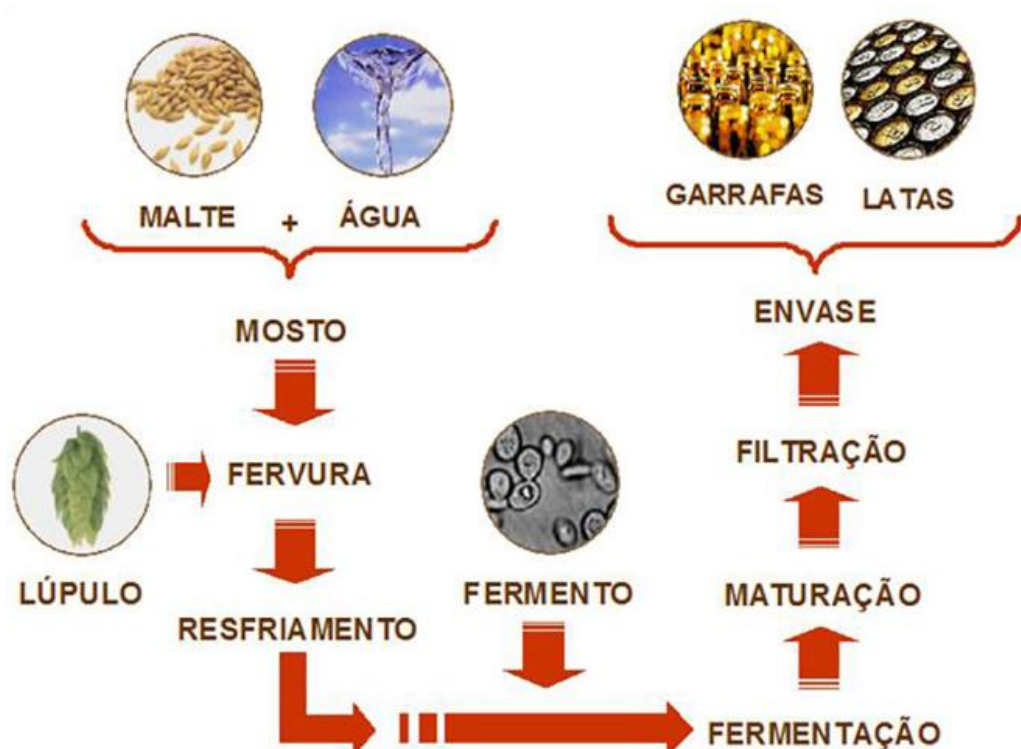 MALTE + ÁGUA
GARRAFAS LATAS
MOSTO
ENVASE
FERVURA
FILTRAÇÃO
LÚPULO
FERMENTO
MATURAÇÃO
RESFRIAMENTO
FERMENTAÇÃO